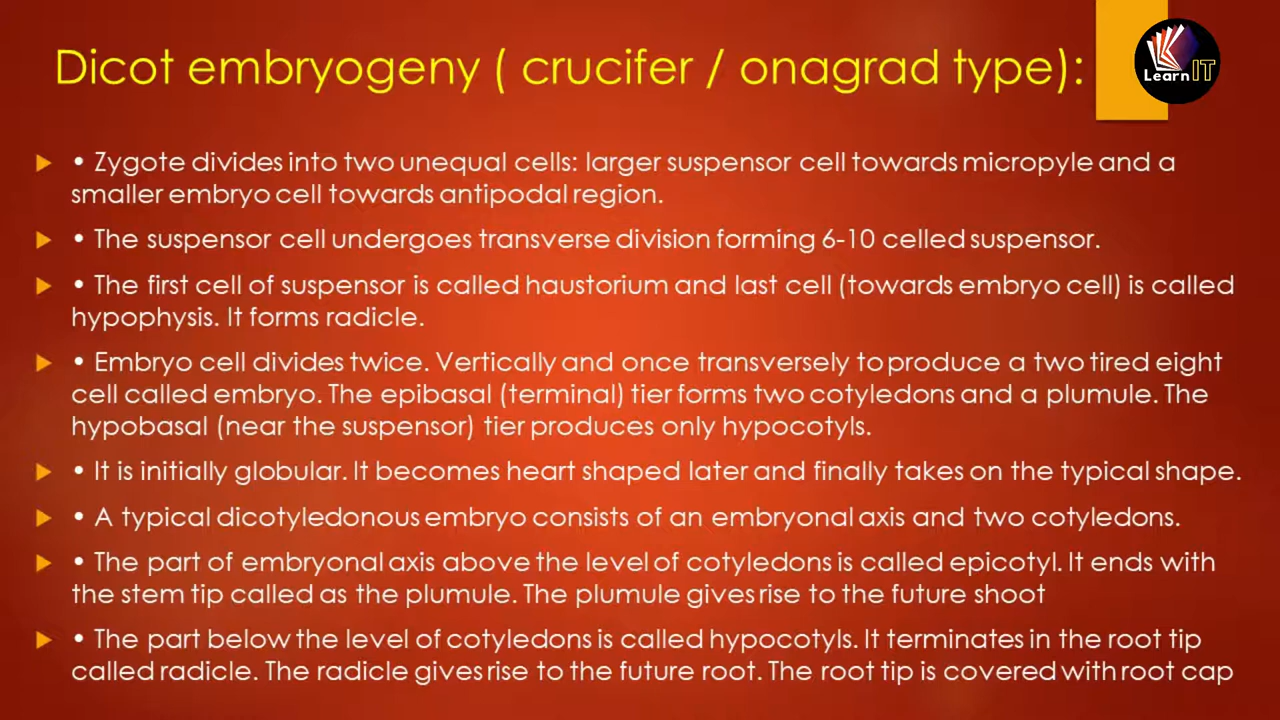 Dicot embryogeny ( crucifer / onagrad type):
Learn IT
• Zygote divides into two unequal cells: larger suspensor cell towards micropyle and a
smaller embryo cell towards antipodal region.
• The suspensor cell undergoes transverse division forming 6-10 celled suspensor.
• The first cell of suspensor is called haustorium and last cell (towards embryo cell) is called
hypophysis. It forms radicle.
• Embryo cell divides twice. Vertically and once transversely to produce a two tired eight
cell called embryo. The epibasal (terminal) tier forms two cotyledons and a plumule. The
hypobasal (near the suspensor) tier produces only hypocotyls.
• It is initially globular. It becomes heart shaped later and finally takes on the typical shape.
• A typical dicotyledonous embryo consists of an embryonal axis and two cotyledons.
• The part of embryonal axis above the level of cotyledons is called epicotyl. It ends with
the stem tip called as the plumule. The plumule gives rise to the future shoot
• The part below the level of cotyledons is called hypocotyls. It terminates in the root tip
called radicle. The radicle gives rise to the future root. The root tip is covered with root cap